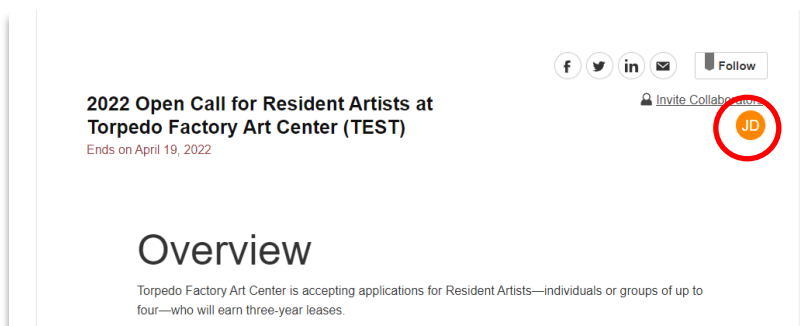 Follow
2022 Open Call for Resident Artists at
Torpedo Factory Art Center (TEST)
Ends on April 19, 2022
Invite Collaborators
JD
Overview
Torpedo Factory Art Center is accepting applications for Resident Artists—individuals or groups of up to
four—who will earn three-year leases.